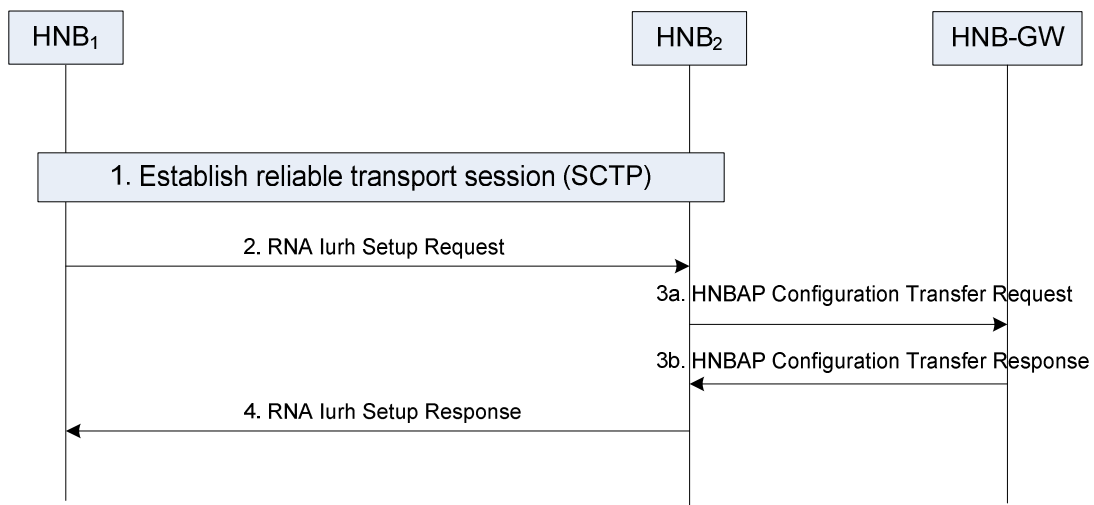 HNB₁
HNB₂
HNB-GW
1. Establish reliable transport session (SCTP)
2. RNA Iurh Setup Request
3a. HNBAP Configuration Transfer Request
3b. HNBAP Configuration Transfer Response
4. RNA Iurh Setup Response